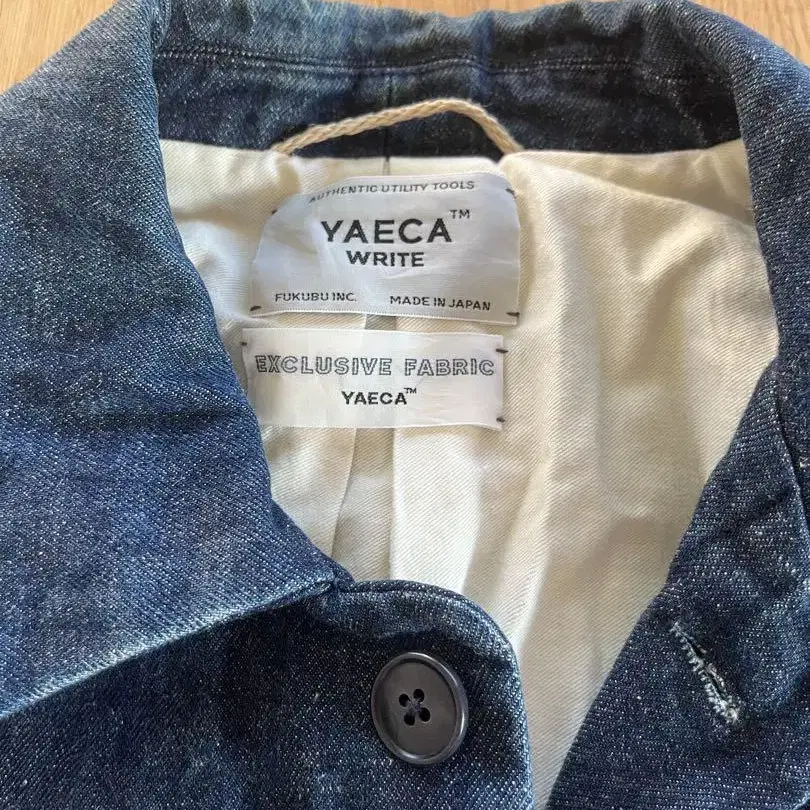 AUTHENTIC UTILITY TOOLS
YAECA™
WRITE
FUKUBU INC. MADE IN JAPAN
EXCLUSIVE FABRIC
YAECA™